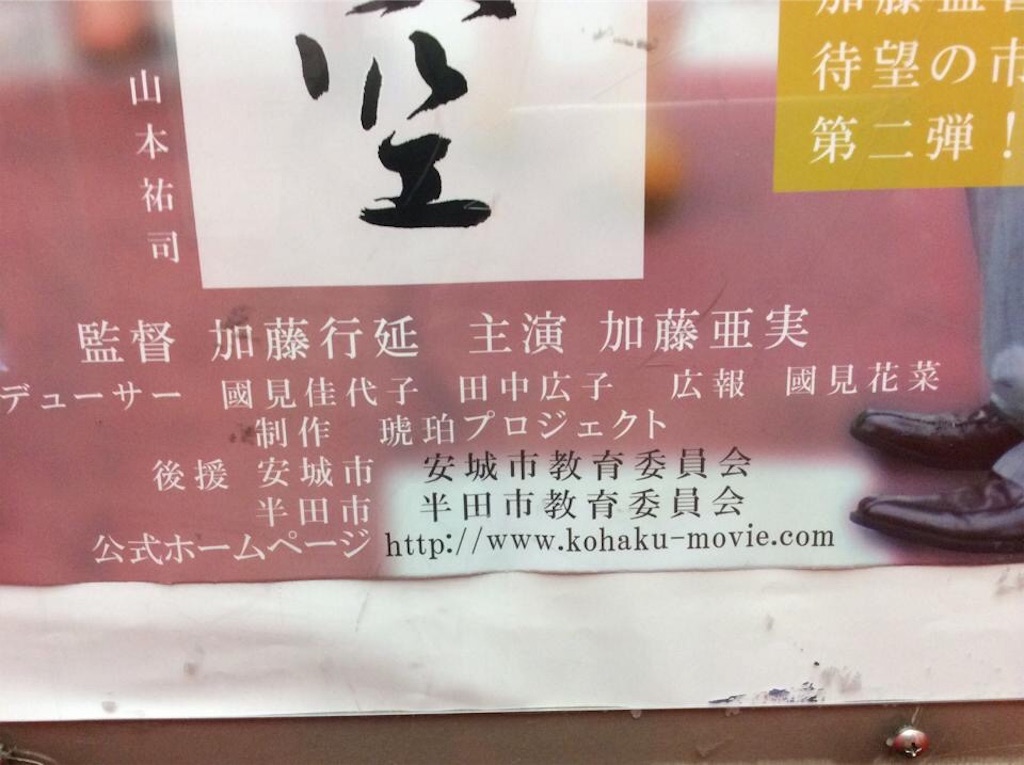 山本祐司
待望の市
第二弾！
監督 加藤行延 主演 加藤亜実
デューサー 國見佳代子 田中広子 広報 國見花菜
制作 琥珀プロジェクト
後援 安城市 安城市教育委員会
半田市 半田市教育委員会
公式ホームページ http://www.kohaku-movie.com